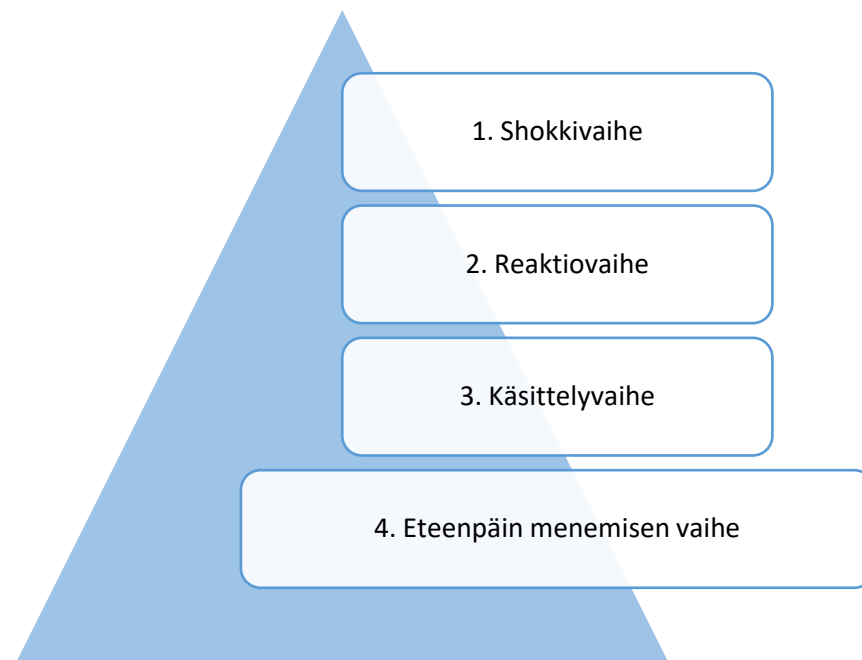 1. Shokkivaihe
2. Reaktiovaihe
3. Käsittelyvaihe
4. Eteenpäin menemisen vaihe